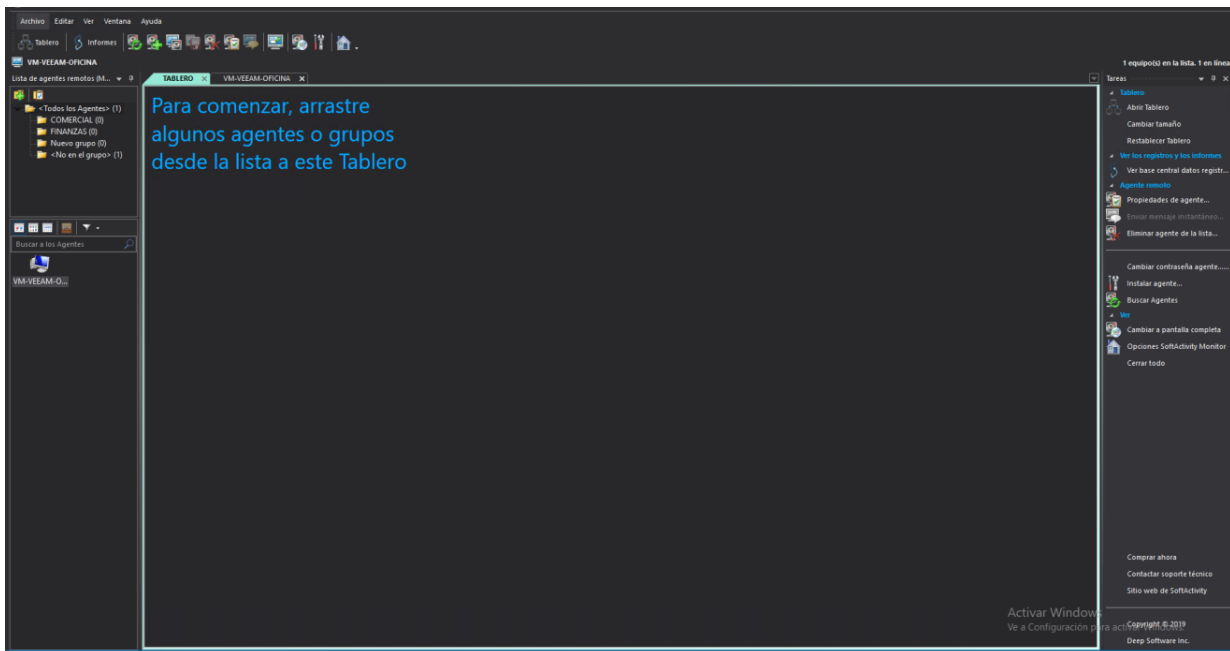 Archivo Editar Ver Ventana Ayuda
Tablero Informes
VM-VEEAM-OFICINA
1 equipo(s) en la lista. 1 en línea
Lista de agentes remotos (M...
<Todos los Agentes> (1)
COMERCIAL (0)
FINANZAS (0)
Nuevo grupo (0)
<No en el grupo> (1)
Buscar a los Agentes
VM-VEEAM-O...
TABLERO VM-VEEAM-OFICINA
Para comenzar, arrastre
algunos agentes o grupos
desde la lista a este Tablero
Tareas
Tablero
Abrir Tablero
Cambiar tamaño
Restablecer Tablero
Ver los registros y los informes
Ver base central datos registr...
Agente remoto
Propiedades de agente...
Enviar mensaje instantáneo...
Eliminar agente de la lista...
Cambiar contraseña agente......
Instalar agente...
Buscar Agentes
Ver
Cambiar a pantalla completa
Opciones SoftActivity Monitor
Cerrar todo
Comprar ahora
Contactar soporte técnico
Sitio web de SoftActivity
Activar Windows
Ve a Configuración para activar Windows.
Copyright © 2019
Deep Software Inc.